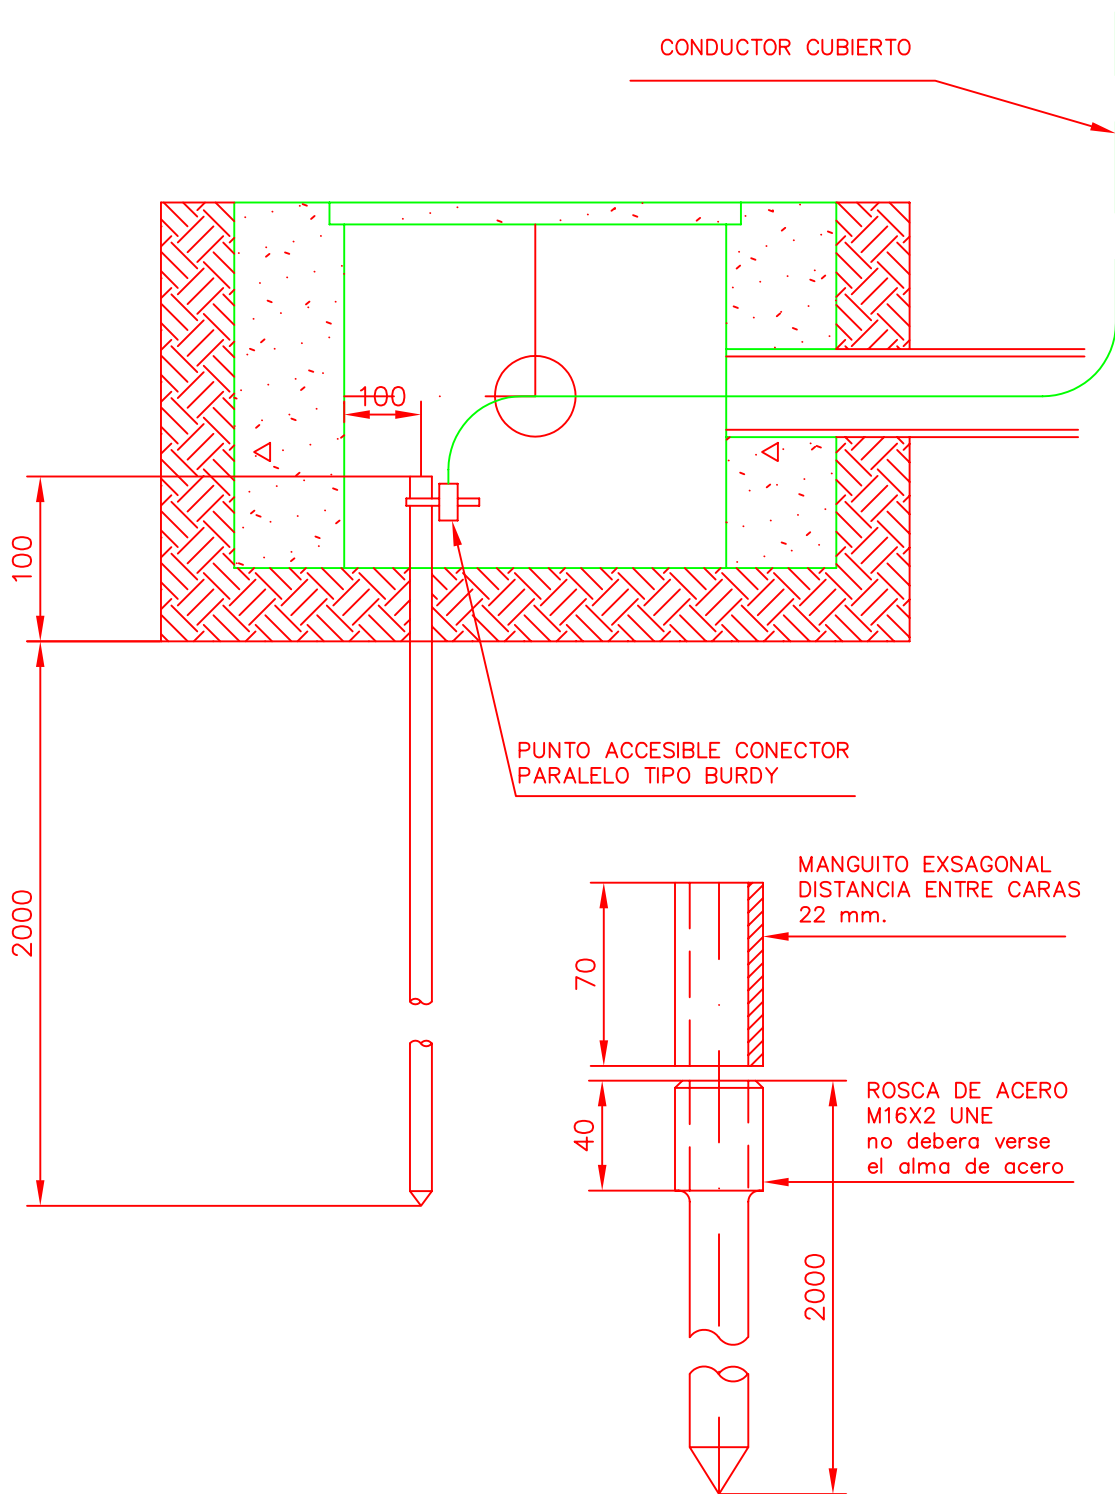 CONDUCTOR CUBIERTO
100
100
2000
PUNTO ACCESIBLE CONECTOR
PARALELO TIPO BURDY
MANGUITO EXSAGONAL
DISTANCIA ENTRE CARAS
22 mm.
70
ROSCA DE ACERO
M16X2 UNE
no debera verse
el alma de acero
40
2000